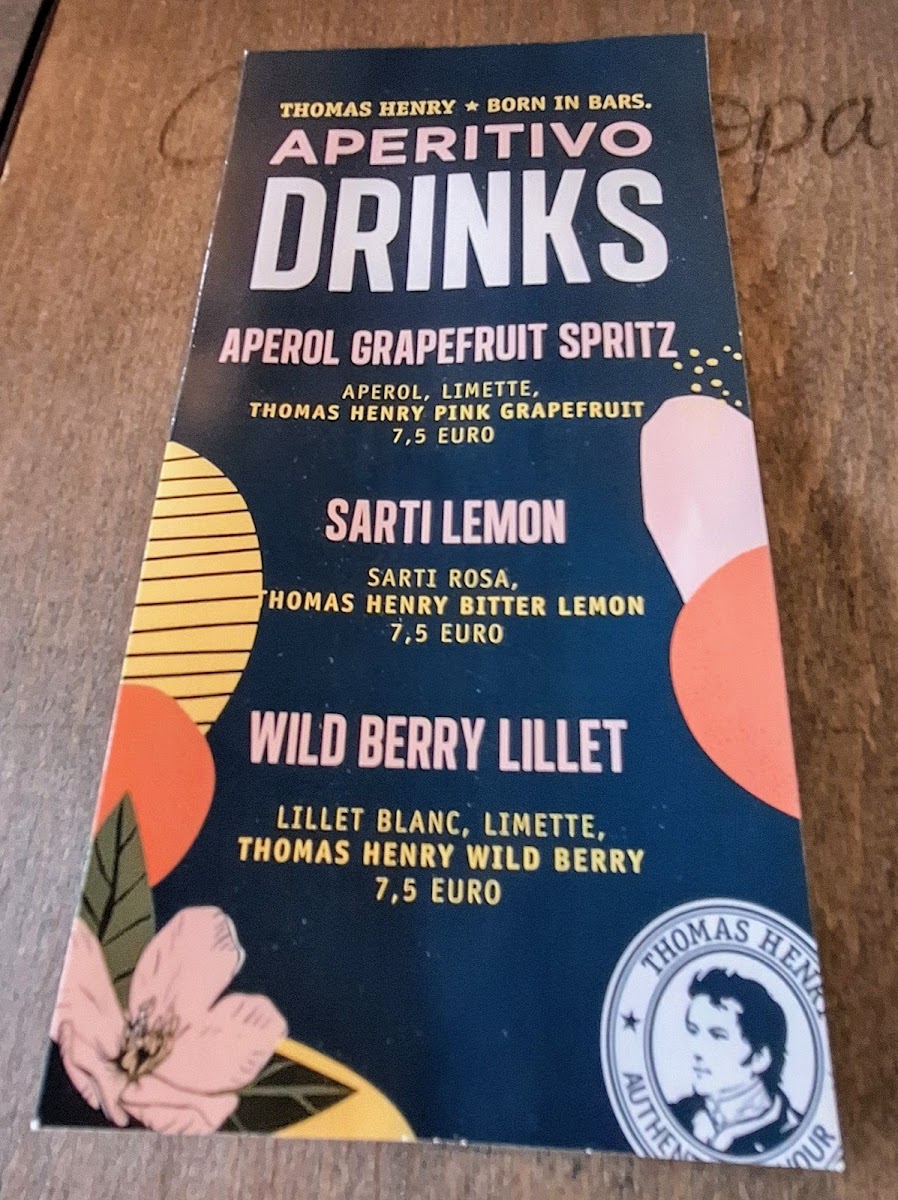 THOMAS HENRY ★ BORN IN BARS.
APERITIVO
DRINKS
APEROL GRAPEFRUIT SPRITZ
APEROL, LIMETTE,
THOMAS HENRY PINK GRAPEFRUIT
7,5 EURO
SARTI LEMON
SARTI ROSA,
THOMAS HENRY BITTER LEMON
7,5 EURO
WILD BERRY LILLET
LILLET BLANC, LIMETTE,
THOMAS HENRY WILD BERRY
7,5 EURO
THOMAS HENRY